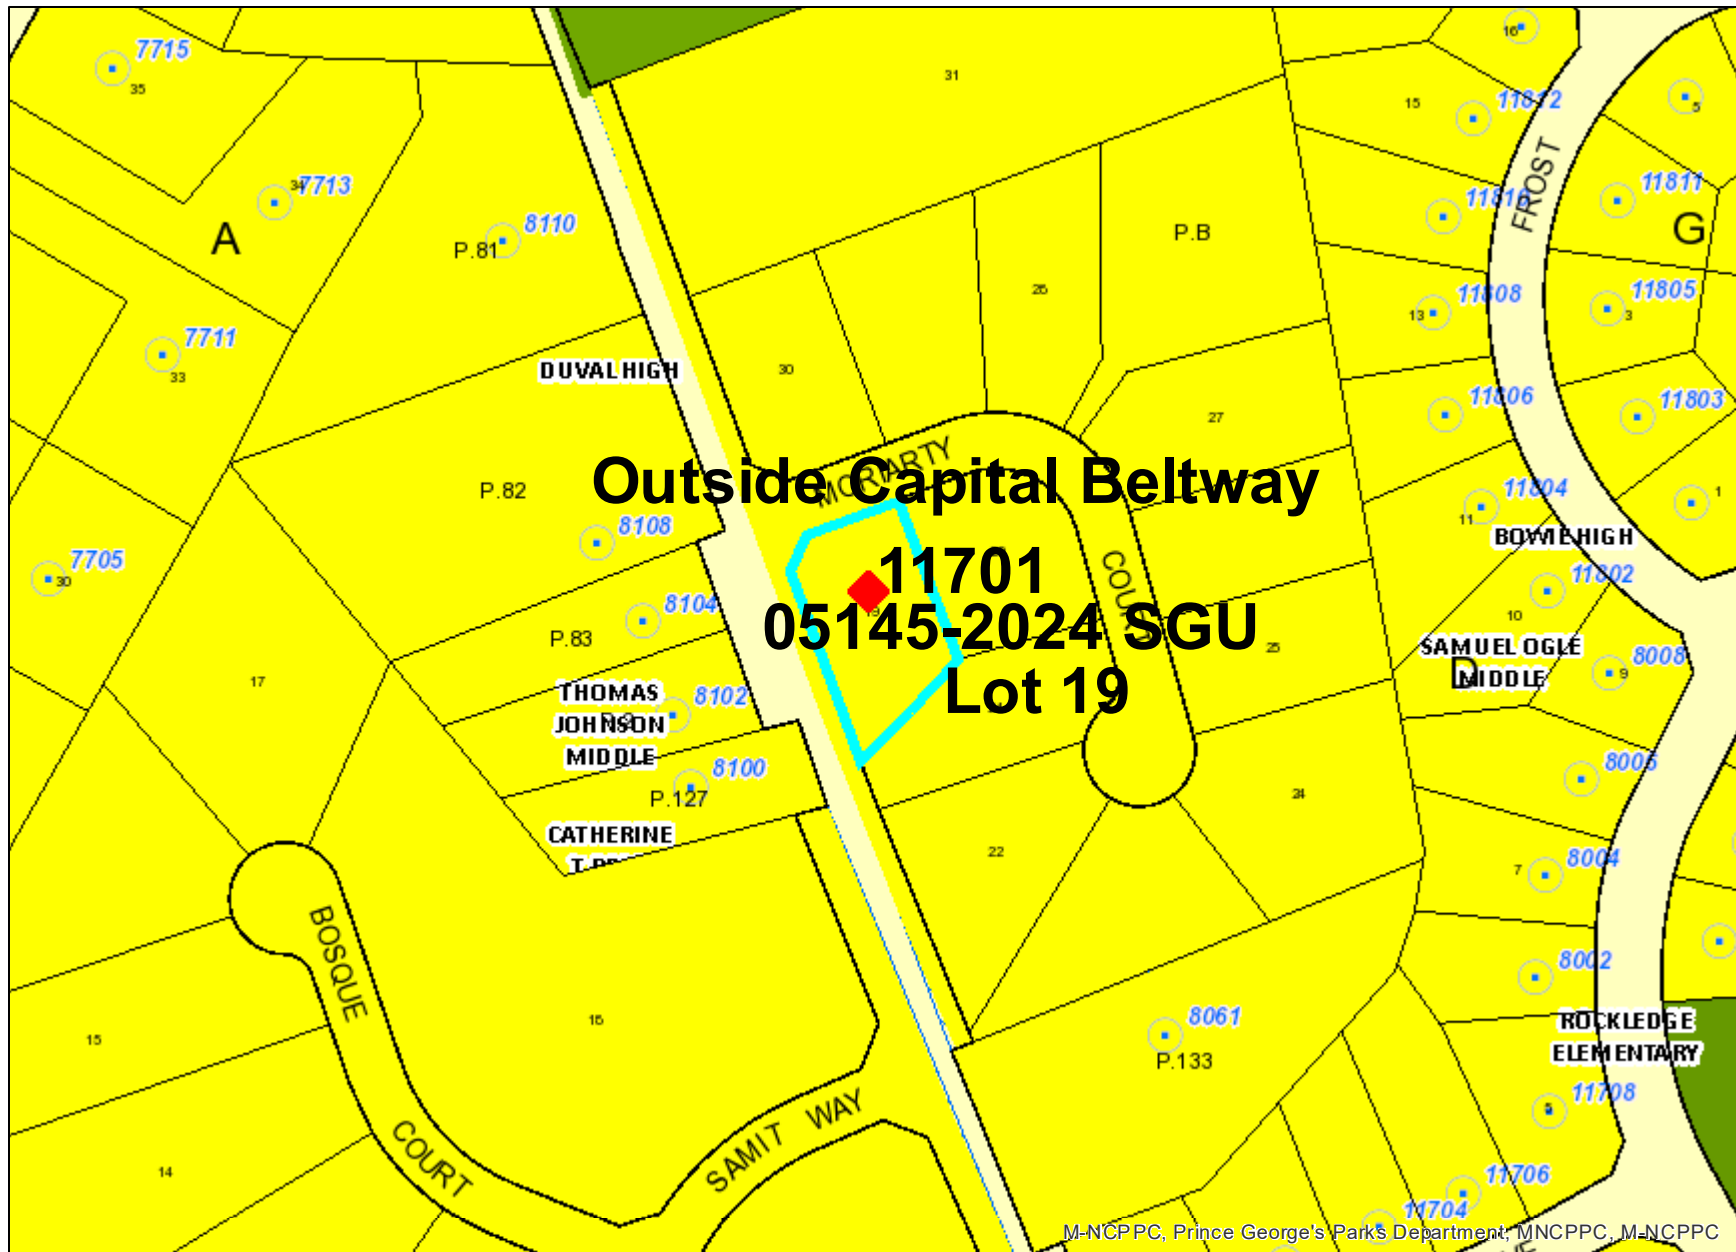 16
7715
35
31
5
15
11812
7713
34
FROST
11811
11810
8110
P.81
A
P.B
G
26
11808
11805
13
3
7711
33
DUVAL HIGH
30
11806
11803
27
MORIARTY
Outside Capital Beltway
P.82
11804
1
11
8108
BOWIE HIGH
7705
30
11701
COURT
11802
8104
19
10
05145-2024 SGU
P.83
25
SAMUEL OGLE
MIDDLE
8008
9
D
17
THOMAS
JOHNSON
MIDDLE
8102
Lot 19
8100
P.127
8006
24
CATHERINE
22
7
8004
BOSQUE
COURT
8002
16
15
8061
P.133
ROCKLEDGE
ELEMENTARY
11708
5
SAMIT WAY
14
11706
11704
M-NCPPC, Prince George's Parks Department; MNCPPC, M-NCPPC